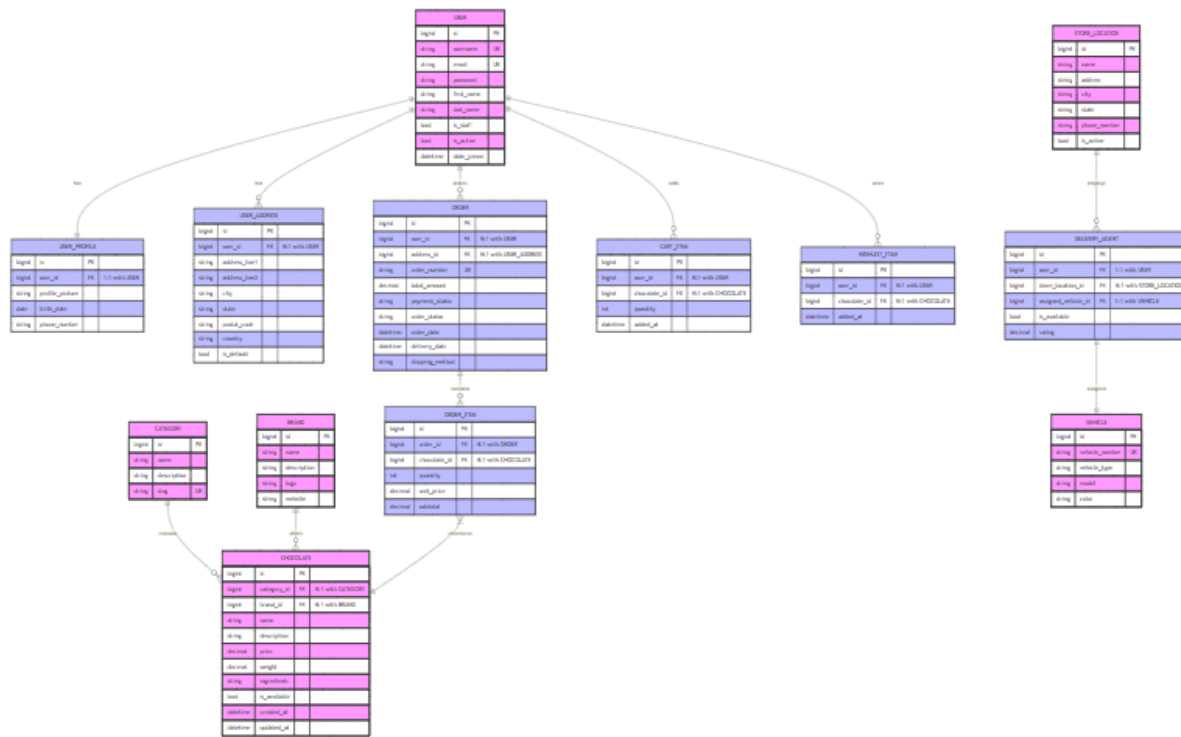 USER
bigint id PK
string username UK
string email UK
string password
string first_name
string last_name
bool is_staff
bool is_active
datetime date_joined
STORE_LOCATION
bigint id PK
string name
string address
string city
string state
string phone_number
bool is_active
has
has
places
adds
saves
employs
USER_PROFILE
bigint id PK
bigint user_id FK 1:1 with USER
string profile_picture
date birth_date
string phone_number
USER_ADDRESS
bigint id PK
bigint user_id FK N:1 with USER
string address_line1
string address_line2
string city
string state
string postal_code
string country
bool is_default
ORDER
bigint id PK
bigint user_id FK N:1 with USER
bigint address_id FK N:1 with USER_ADDRESS
string order_number UK
decimal total_amount
string payment_status
string order_status
datetime order_date
datetime delivery_date
string shipping_method
CART_ITEM
bigint id PK
bigint user_id FK N:1 with USER
bigint chocolate_id FK N:1 with CHOCOLATE
int quantity
datetime added_at
WISHLIST_ITEM
bigint id PK
bigint user_id FK N:1 with USER
bigint chocolate_id FK N:1 with CHOCOLATE
datetime added_at
DELIVERY_AGENT
bigint id PK
bigint user_id FK 1:1 with USER
bigint store_location_id FK N:1 with STORE_LOCATION
bigint assigned_vehicle_id FK 1:1 with VEHICLE
bool is_available
decimal rating
contains
CATEGORY
bigint id PK
string name
string description
string slug UK
BRAND
bigint id PK
string name
string description
string logo
string website
ORDER_ITEM
bigint id PK
bigint order_id FK N:1 with ORDER
bigint chocolate_id FK N:1 with CHOCOLATE
int quantity
decimal unit_price
decimal subtotal
VEHICLE
bigint id PK
string vehicle_number UK
string vehicle_type
string model
string color
offers
references
CHOCOLATE
bigint id PK
bigint category_id FK N:1 with CATEGORY
bigint brand_id FK N:1 with BRAND
string name
string description
decimal price
decimal weight
string ingredients
bool is_available
datetime created_at
datetime updated_at